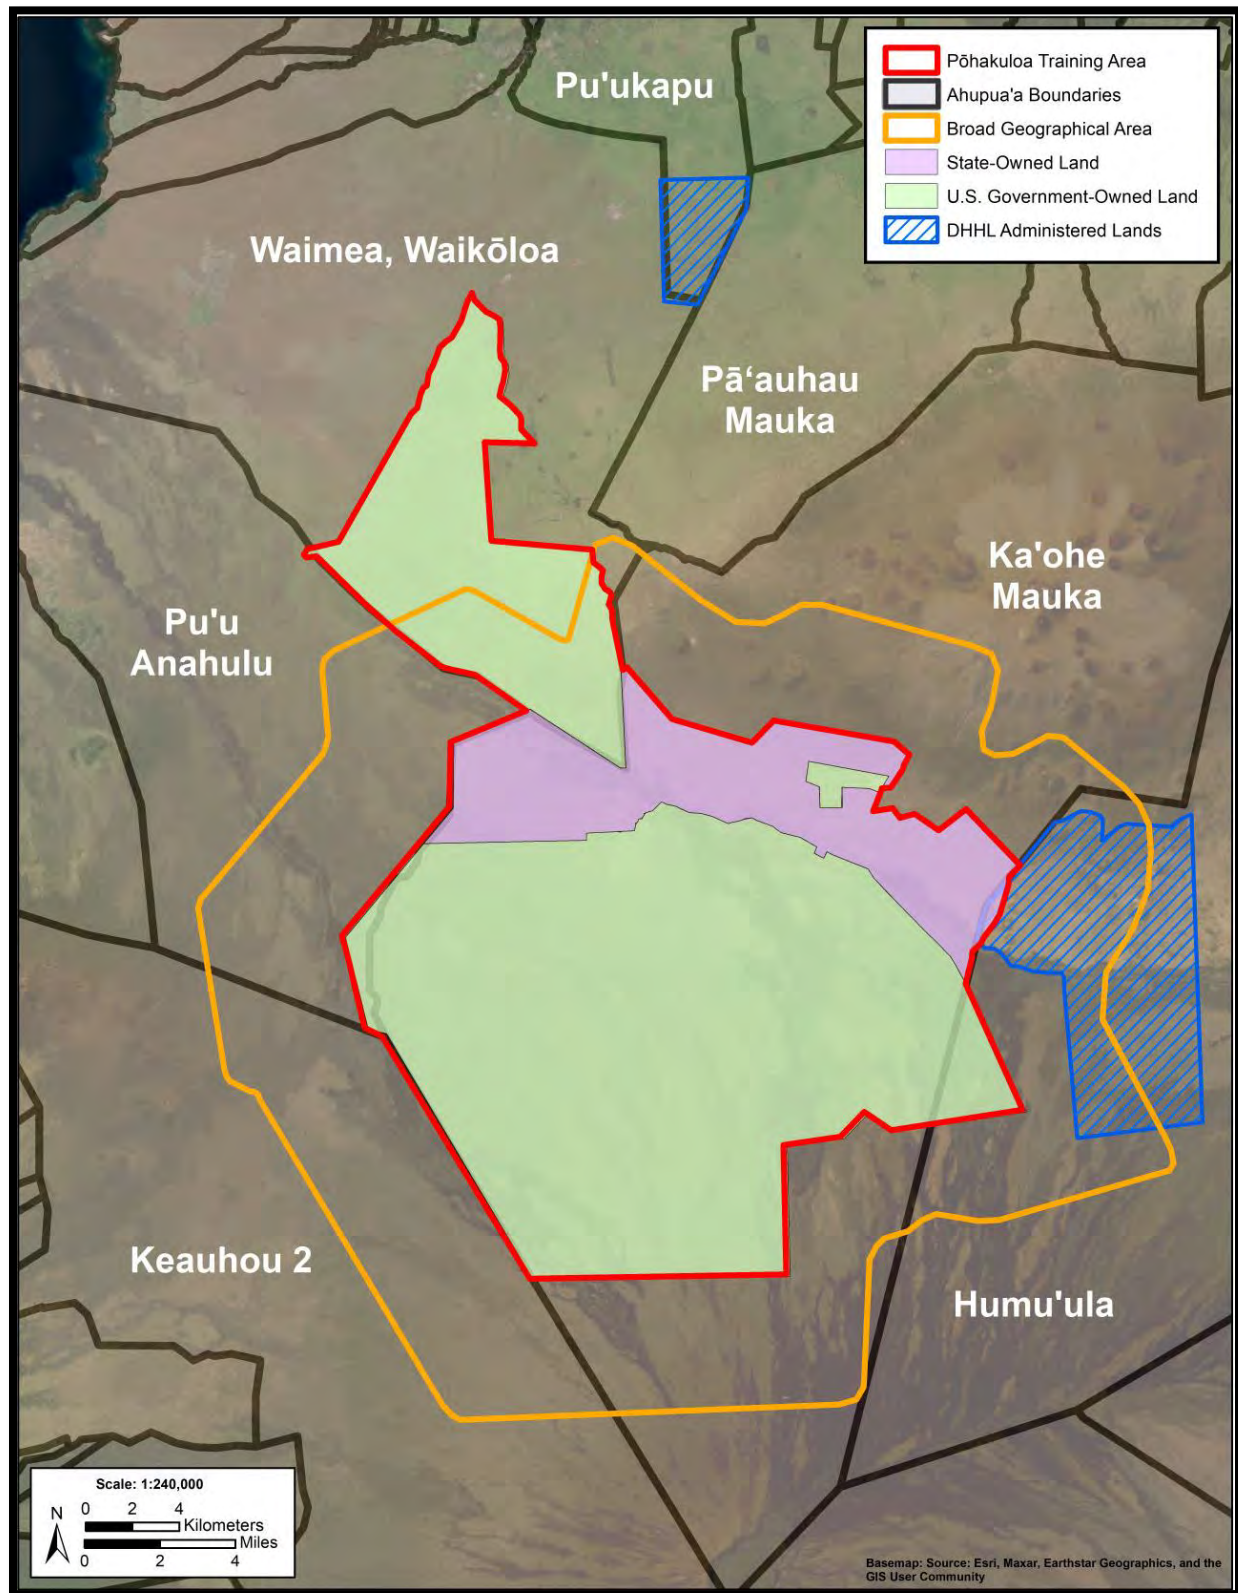 Pu'ukapu
Pōhakuloa Training Area
Ahupua'a Boundaries
Broad Geographical Area
State-Owned Land
U.S. Government-Owned Land
DHHL Administered Lands
Waimea, Waikōloa
Pā‘auhau
Mauka
Ka'ohe
Mauka
Pu'u
Anahulu
Keauhou 2
Humu'ula
Scale: 1:240,000
N
0 2 4
Kilometers
Miles
0 2 4
Basemap: Source: Esri, Maxar, Earthstar Geographics, and the
GIS User Community